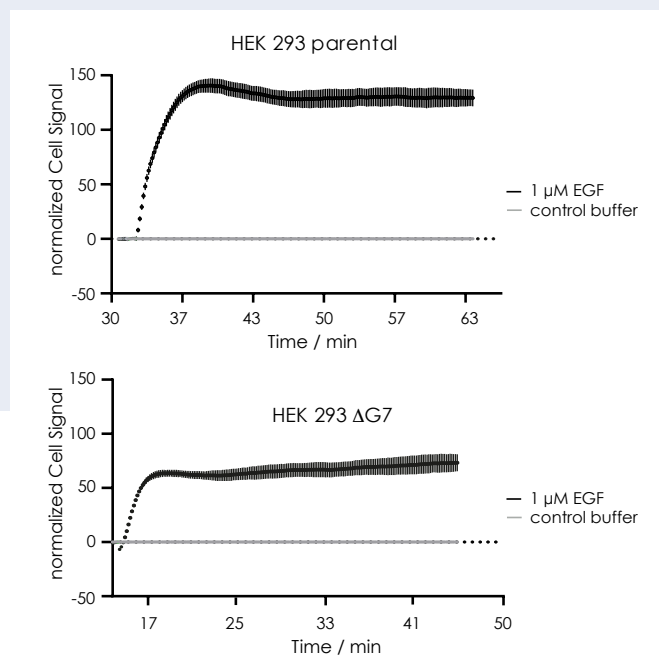 HEK 293 parental
150
100
50
0
-50
normalized Cell Signal
30 37 43 50 57 63
Time / min
1 µM EGF
control buffer
HEK 293 ΔG7
150
100
50
0
-50
normalized Cell Signal
17 25 33 41 50
Time / min
1 µM EGF
control buffer